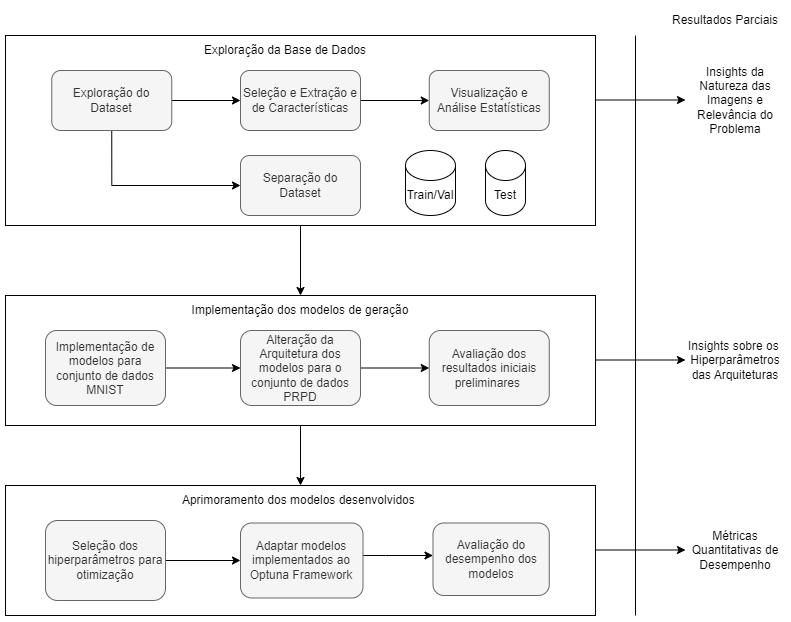 Resultados Parciais
Exploração da Base de Dados
Exploração do
Dataset
Seleção e Extração e
de Características
Visualização e
Análise Estatísticas
Insights da
Natureza das
Imagens e
Relevância do
Problema
Separação do
Dataset
Train/Val
Test
Implementação dos modelos de geração
Implementação de
modelos para
conjunto de dados
MNIST
Alteração da
Arquitetura dos
modelos para o
conjunto de dados
PRPD
Avaliação dos
resultados iniciais
preliminares
Insights sobre os
Hiperparâmetros
das Arquiteturas
Aprimoramento dos modelos desenvolvidos
Seleção dos
hiperparâmetros para
otimização
Adaptar modelos
implementados ao
Optuna Framework
Avaliação do
desempenho dos
modelos
Métricas
Quantitativas de
Desempenho